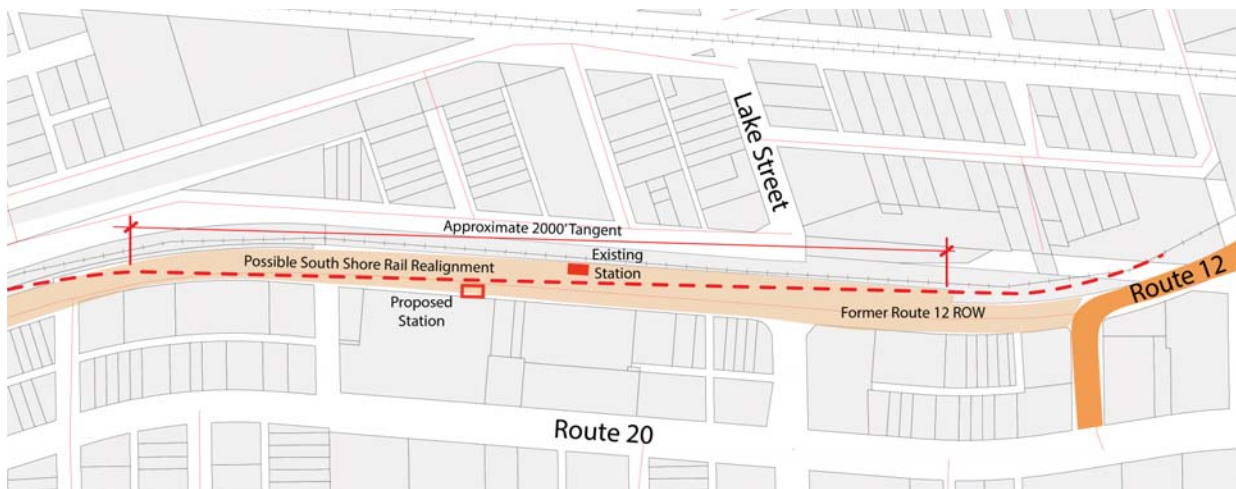 Lake Street
Approximate 2000' Tangent
Existing
Station
Possible South Shore Rail Realignment
Proposed
Station
Former Route 12 ROW
Route 12
Route 20